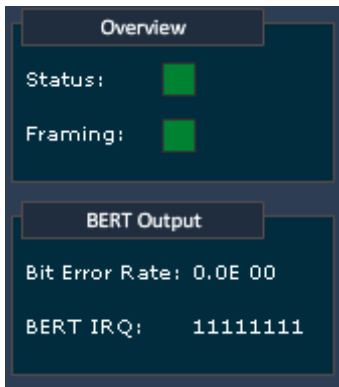 Overview
Status:
Framing:
BERT Output
Bit Error Rate: 0.0E 00
BERT IRQ: 11111111